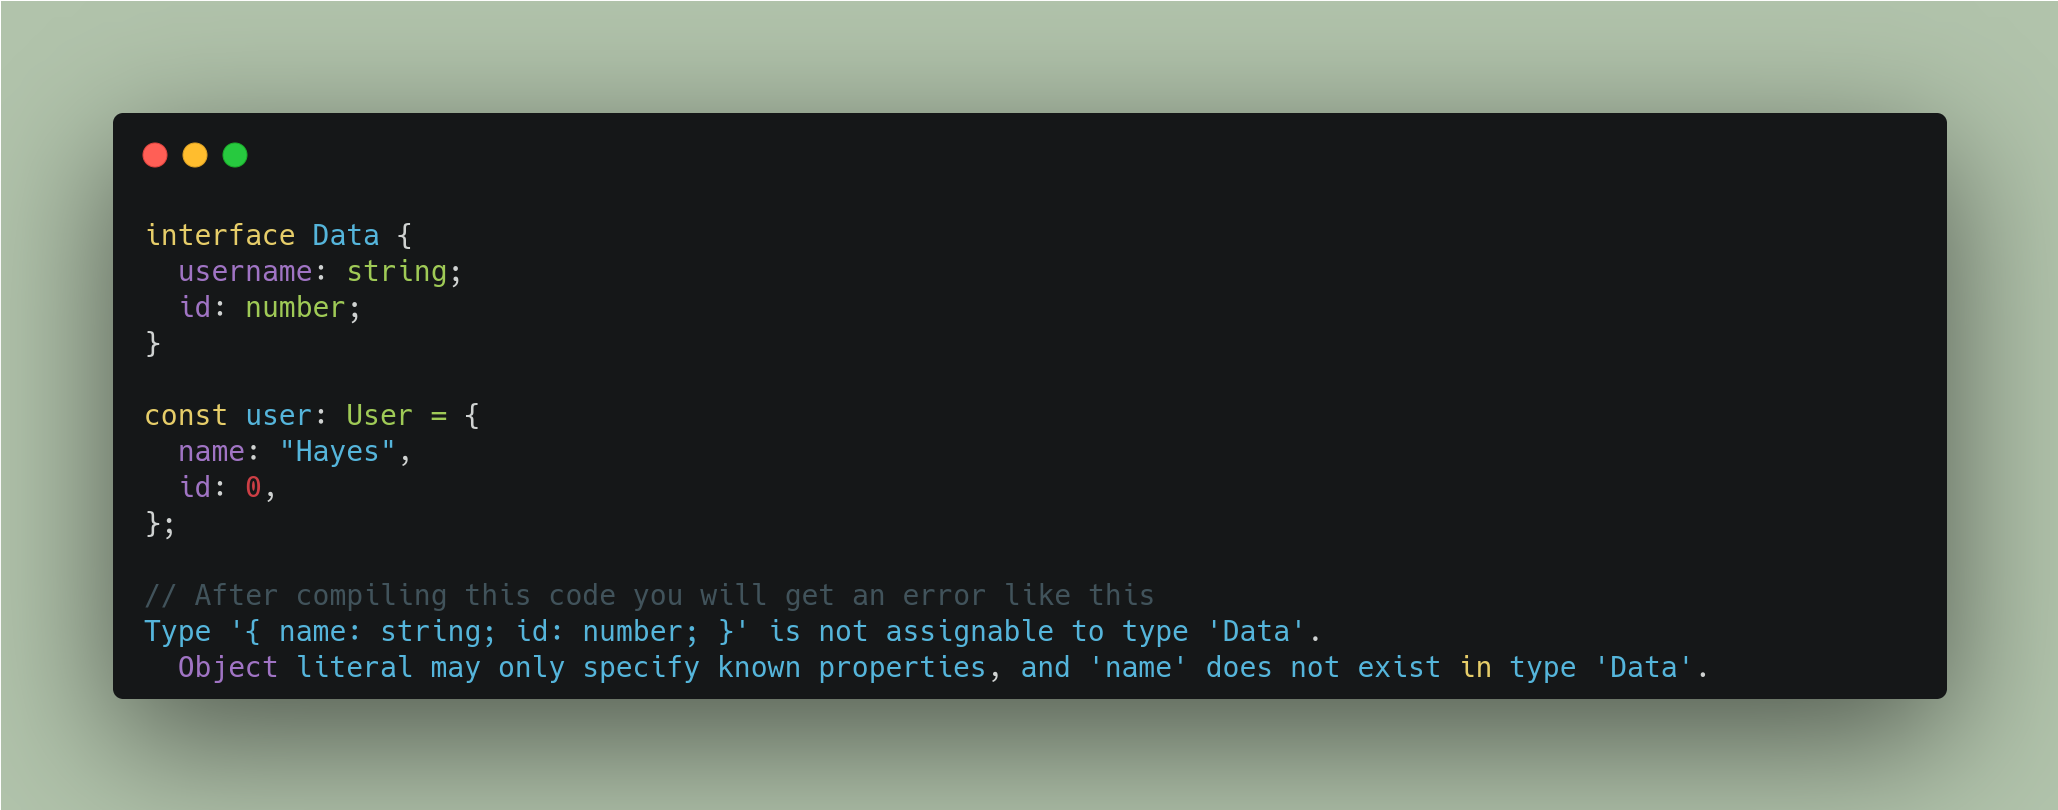 interface Data {
  username: string;
  id: number;
}
const user: User = {
  name: "Hayes",
  id: 0,
};
// After compiling this code you will get an error like this
Type '{ name: string; id: number; }' is not assignable to type 'Data'.
  Object literal may only specify known properties, and 'name' does not exist in type 'Data'.